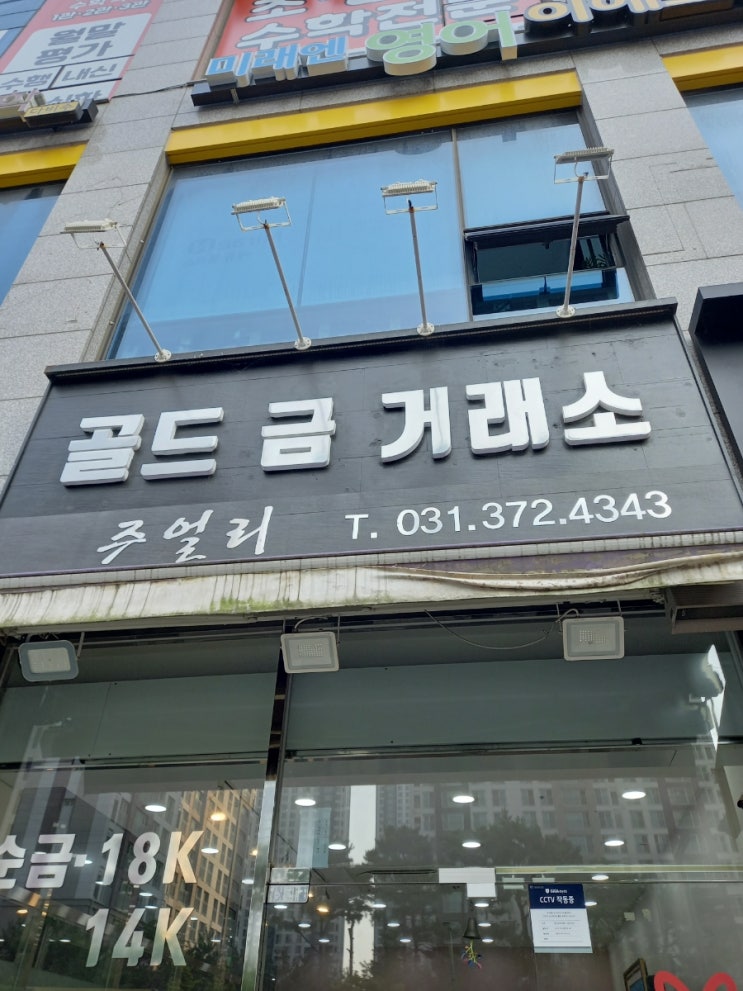 월말
평가
수행
내신
소학전문
미래엔 영어
골드 금 거래소
주얼리 T. 031.372.4343
순금· 18K
14K
CCTV 작동중